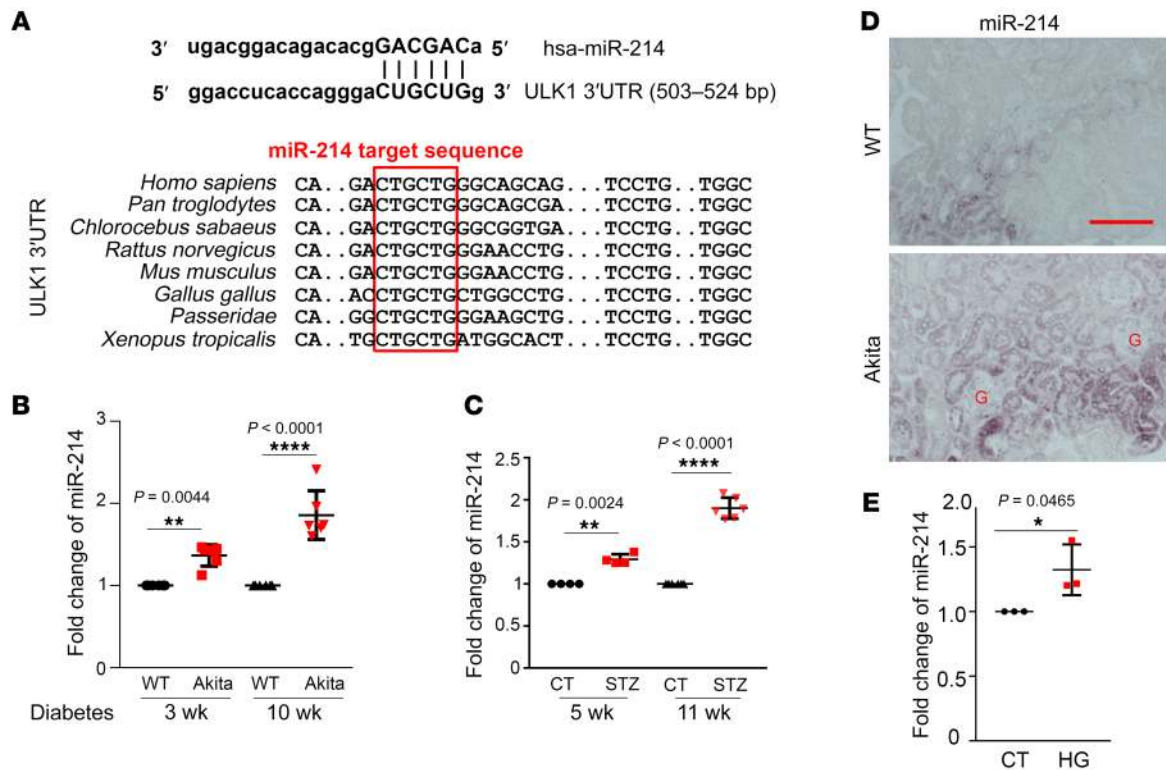 A
3′ ugacggacagacacgGACGACa 5′ hsa-miR-214
5′ ggaccucaccagggaCUGCUGg 3′ ULK1 3′UTR (503–524 bp)
miR-214 target sequence
ULK1 3′UTR
Homo sapiens CA..GACTGCTGGGCAGCAG...TCCTG..TGGC
Pan troglodytes CA..GACTGCTGGGCAGCGA...TCCTG..TGGC
Chlorocebus sabaeus CA..GACTGCTGGGCGGTGA...TCCTG..TGGC
Rattus norvegicus CA..GACTGCTGGGAACCTG...TCCTG..TGGC
Mus musculus CA..GACTGCTGGGAACCTG...TCCTG..TGGC
Gallus gallus CA..ACCTGCTGCTGGCCTG...TCCTG..TGGC
Passeridae CA..GGCTGCTGGGAAGCTG...TCCTG..TGGC
Xenopus tropicalis CA..TGCTGCTGATGGCACT...TCCTG..TGGC
B
Fold change of miR-214
3
2
1
0
P = 0.0044
**
P < 0.0001
****
WT Akita WT Akita
Diabetes 3 wk 10 wk
C
Fold change of miR-214
2.5
2
1.5
1
0.5
0
P = 0.0024
**
P < 0.0001
****
CT STZ CT STZ
5 wk 11 wk
D
miR-214
WT
Akita
G
G
E
Fold change of miR-214
2.0
1.5
1.0
0.5
0
P = 0.0465
*
CT HG